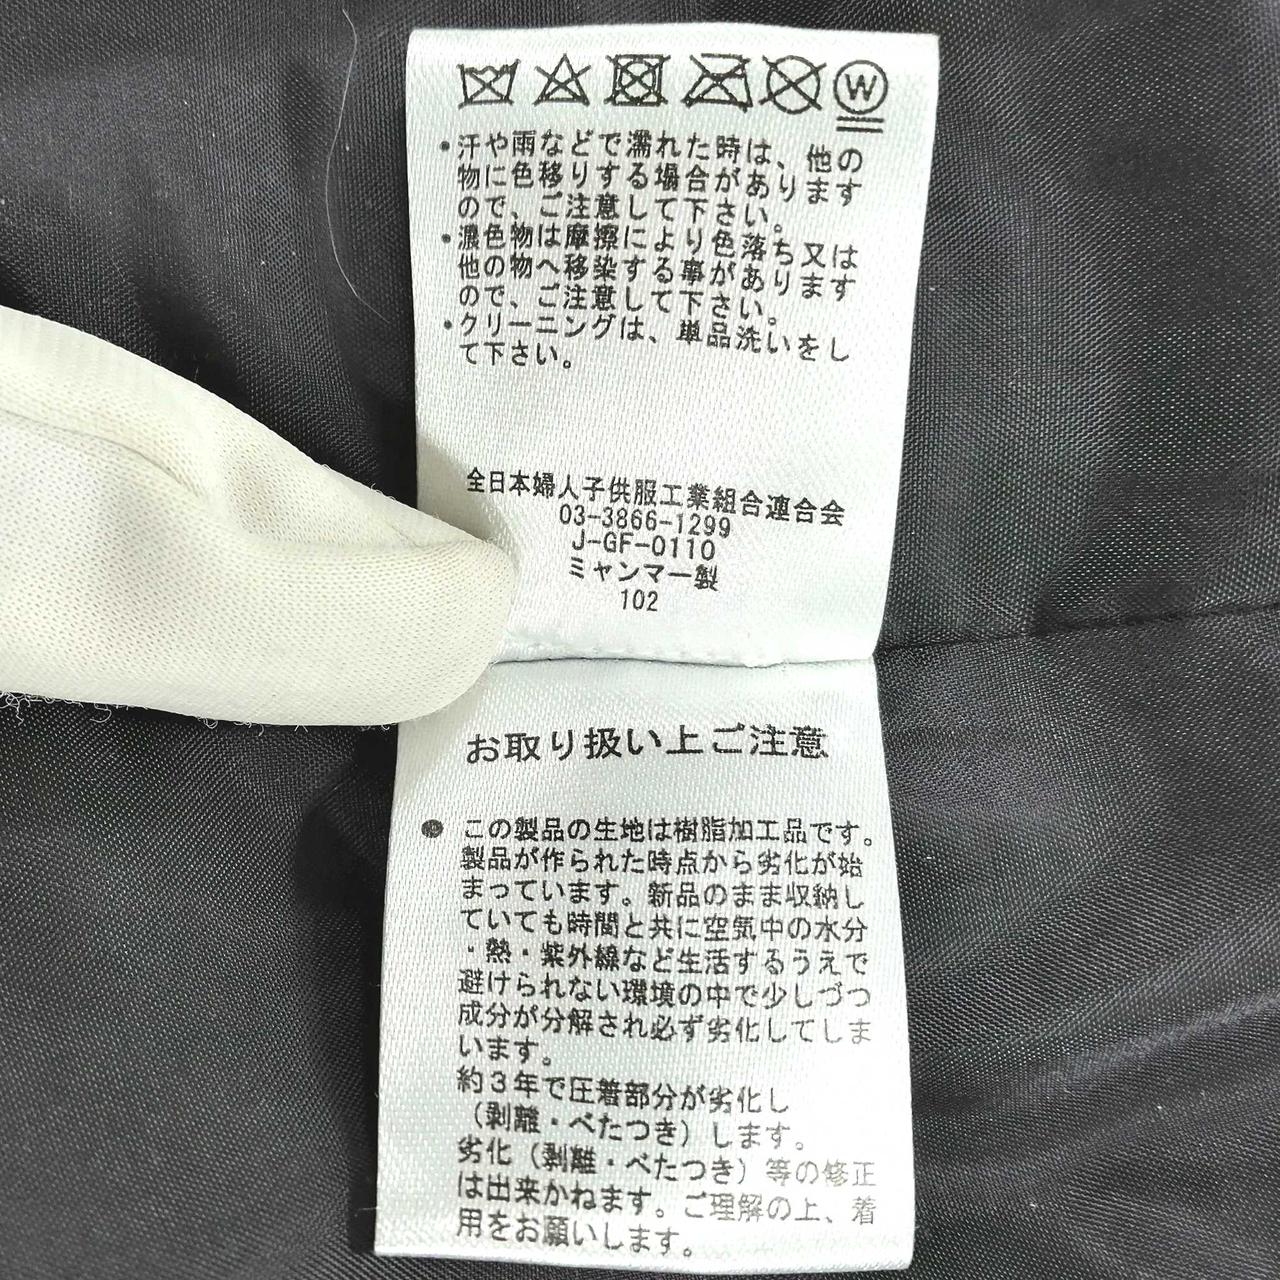 W
・汗や雨などで濡れた時は、他の
物に色移りする場合があります
ので、ご注意して下さい。
・濃色物は摩擦により色落ち又は
他の物へ移染する事があります
ので、ご注意して下さい。
・クリーニングは、単品洗いをし
て下さい。
全日本婦人子供服工業組合連合会
03-3866-1299
J-GF-0110
ミャンマー製
102
お取り扱い上ご注意
● この製品の生地は樹脂加工品です。
製品が作られた時点から劣化が始
まっています。新品のまま収納し
ていても時間と共に空気中の水分
・熱・紫外線など生活するうえで
避けられない環境の中で少しづつ
成分が分解され必ず劣化してしま
います。
約３年で圧着部分が劣化し
（剥離・べたつき）します。
劣化（剥離・べたつき）等の修正
は出来かねます。ご理解の上、着
用をお願いします。